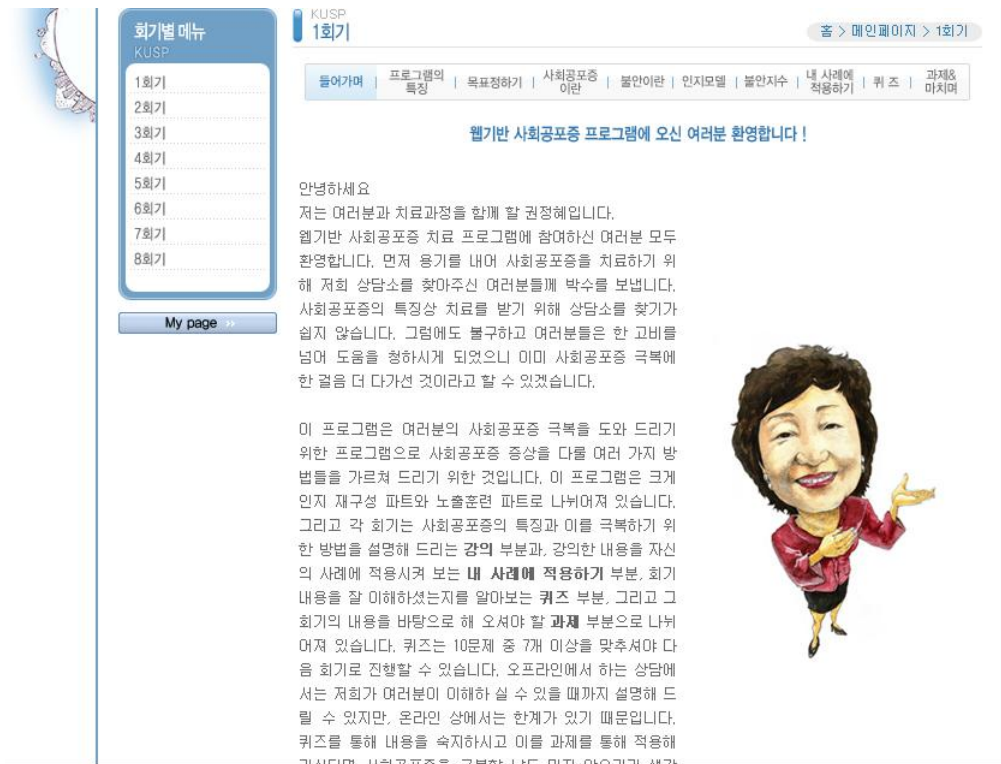 회기별 메뉴
KUSP
1회기
2회기
3회기
4회기
5회기
6회기
7회기
8회기
My page
KUSP
1회기
홈 > 메인페이지 > 1회기
들어가며 | 프로그램의 특징 | 목표정하기 | 사회공포증 이란 | 불안이란 | 인지모델 | 불안지수 | 내 사례에 적용하기 | 퀴 즈 | 과제& 마치며
웹기반 사회공포증 프로그램에 오신 여러분 환영합니다 !
안녕하세요
저는 여러분과 치료과정을 함께 할 권정혜입니다.
웹기반 사회공포증 치료 프로그램에 참여하신 여러분 모두
환영합니다. 먼저 용기를 내어 사회공포증을 치료하기 위
해 저희 상담소를 찾아주신 여러분들께 박수를 보냅니다.
사회공포증의 특징상 치료를 받기 위해 상담소를 찾기가
쉽지 않습니다. 그럼에도 불구하고 여러분들은 한 고비를
넘어 도움을 청하시게 되었으니 이미 사회공포증 극복에
한 걸음 더 다가선 것이라고 할 수 있겠습니다.
이 프로그램은 여러분의 사회공포증 극복을 도와 드리기
위한 프로그램으로 사회공포증 증상을 다룰 여러 가지 방
법들을 가르쳐 드리기 위한 것입니다. 이 프로그램은 크게
인지 재구성 파트와 노출훈련 파트로 나뉘어져 있습니다.
그리고 각 회기는 사회공포증의 특징과 이를 극복하기 위
한 방법을 설명해 드리는 강의 부분과, 강의한 내용을 자신
의 사례에 적용시켜 보는 내 사례에 적용하기 부분, 회기
내용을 잘 이해하셨는지를 알아보는 퀴즈 부분, 그리고 그
회기의 내용을 바탕으로 해 오셔야 할 과제 부분으로 나뉘
어져 있습니다. 퀴즈는 10문제 중 7개 이상을 맞추셔야 다
음 회기로 진행할 수 있습니다. 오프라인에서 하는 상담에
서는 저희가 여러분이 이해하 실 수 있을 때까지 설명해 드
릴 수 있지만, 온라인 상에서는 한계가 있기 때문입니다.
퀴즈를 통해 내용을 숙지하시고 이를 과제를 통해 적용해